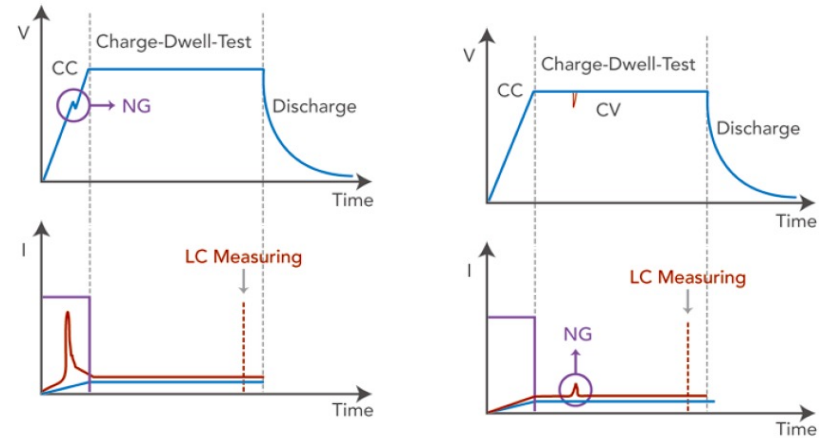 V
Charge-Dwell-Test
CC
NG
Discharge
Time
I
LC Measuring
Time
V
Charge-Dwell-Test
CC
CV
Discharge
Time
I
LC Measuring
NG
Time